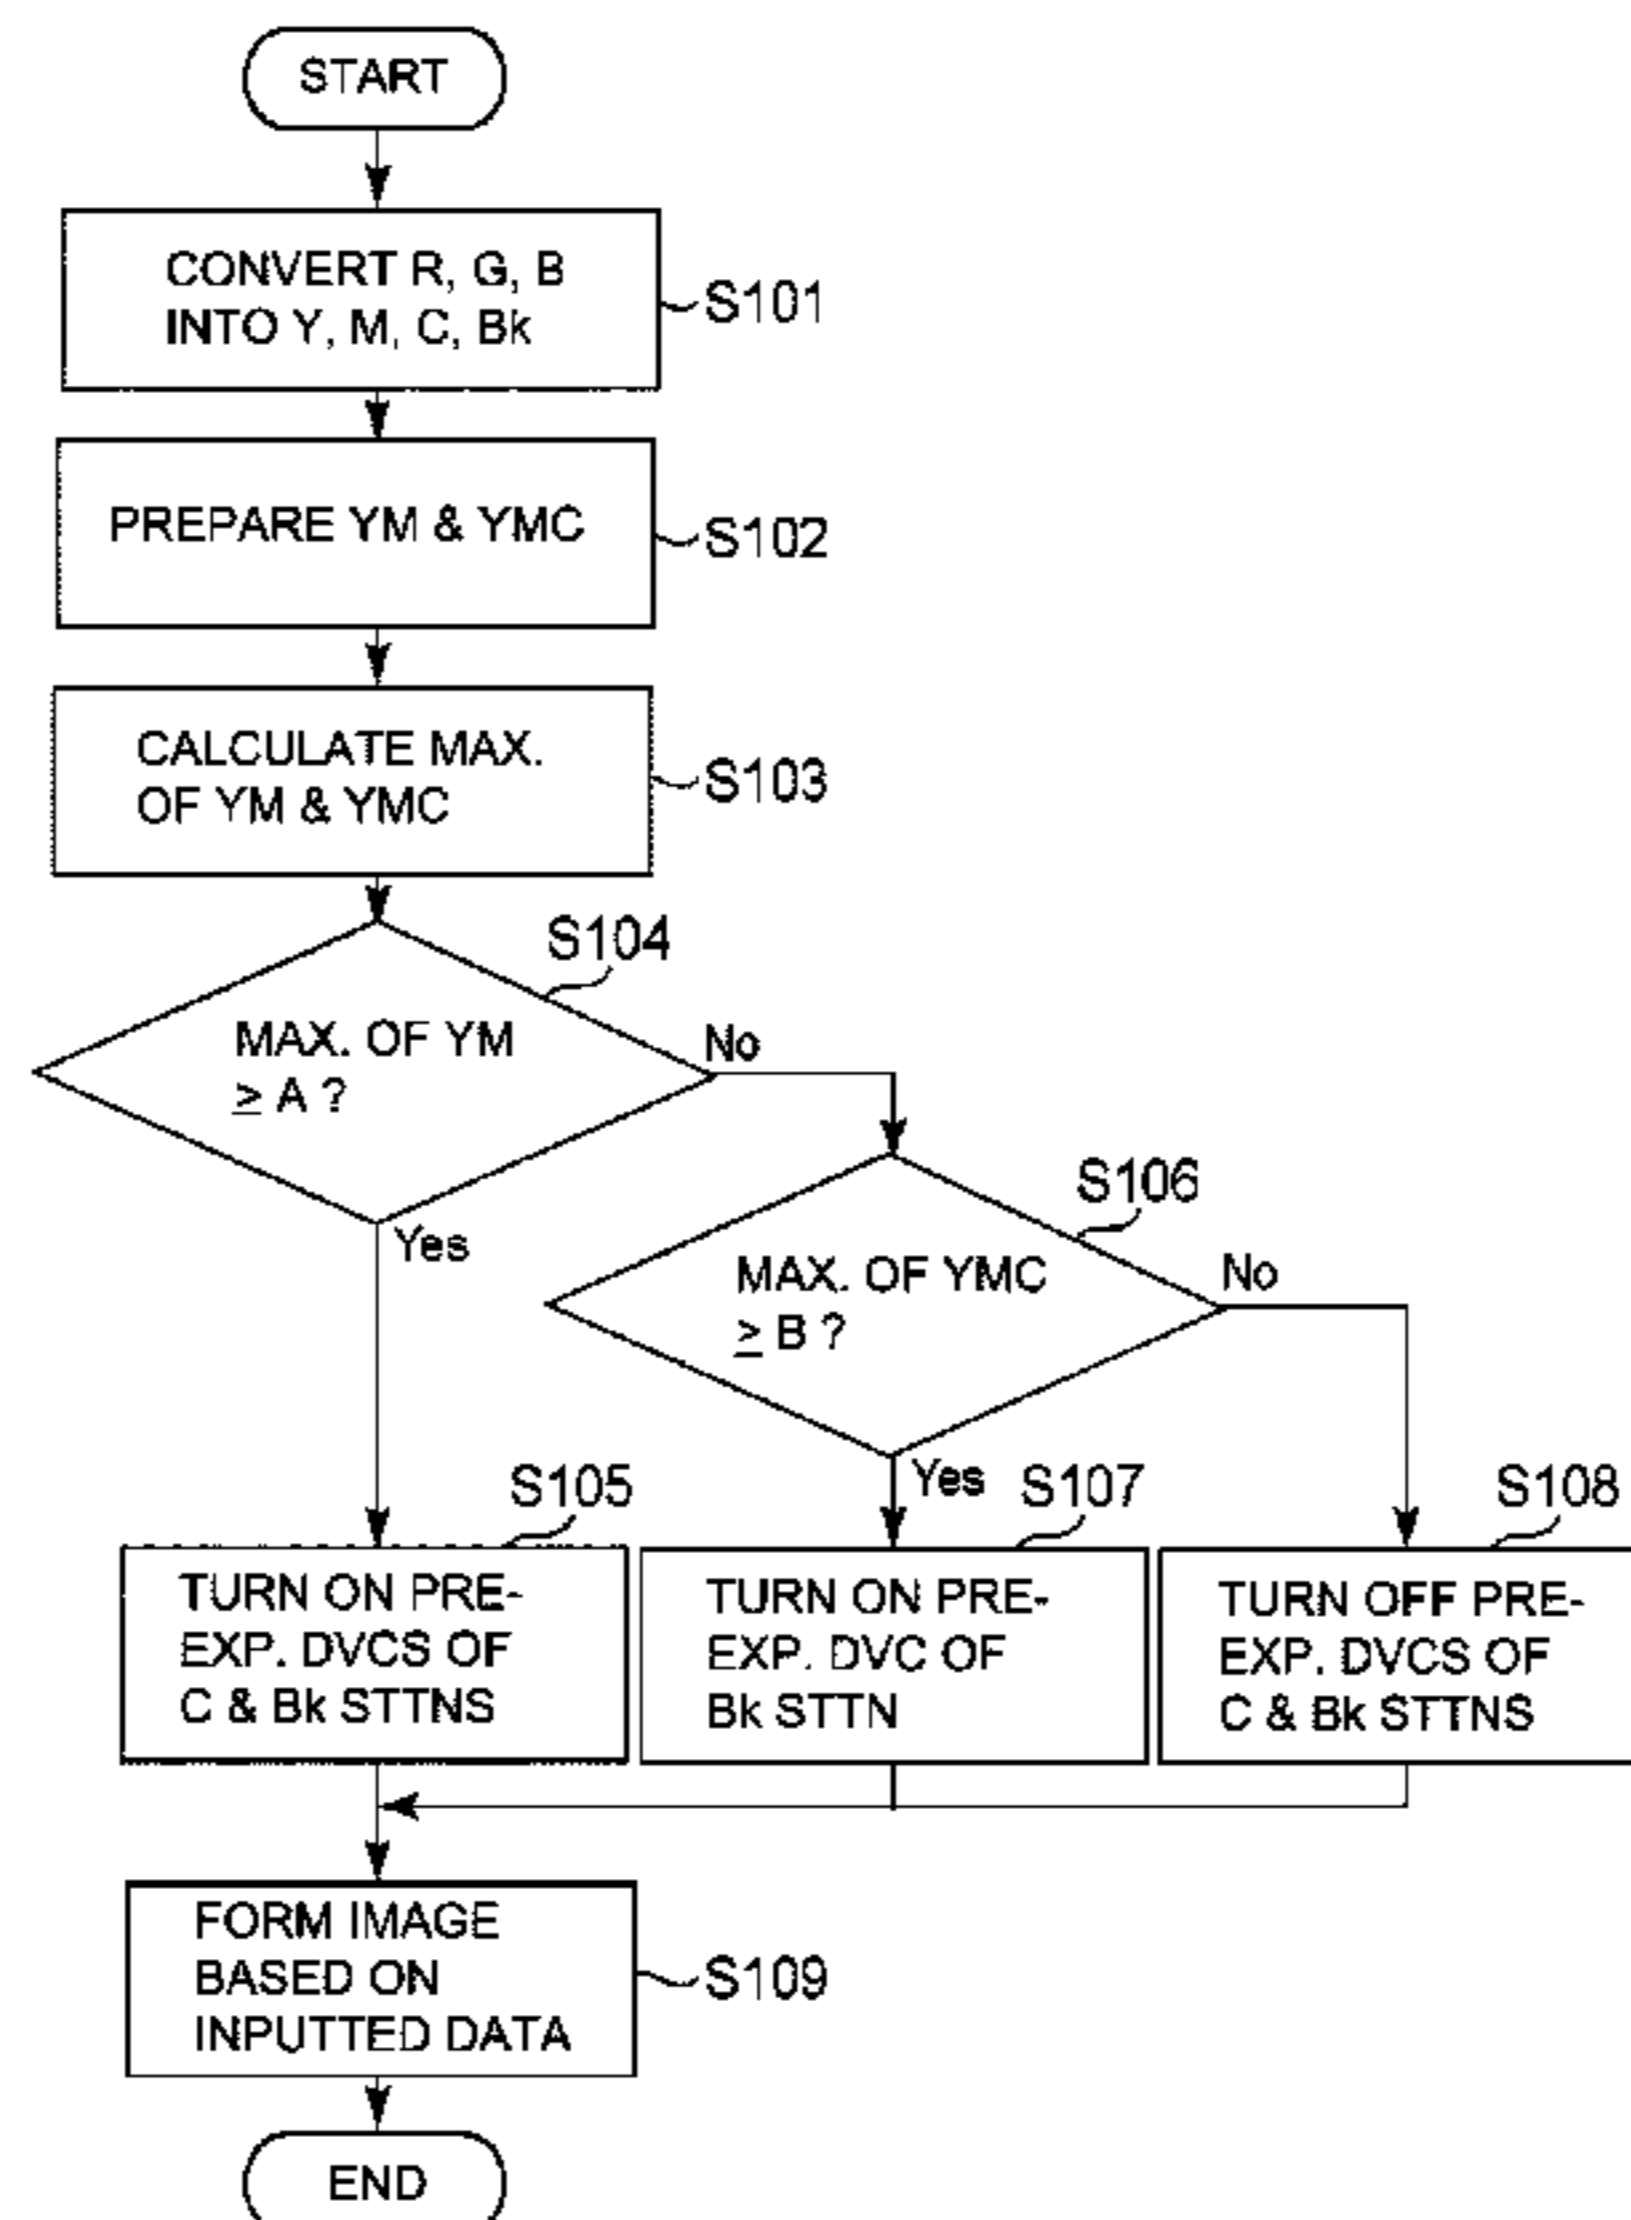 START
CONVERT R, G, B
INTO Y, M, C, Bk
S101
PREPARE YM & YMC
S102
CALCULATE MAX.
OF YM & YMC
S103
S104
MAX. OF YM
≥ A ?
No
Yes
S106
MAX. OF YMC
≥ B ?
No
Yes
S105
TURN ON PRE-
EXP. DVCS OF
C & Bk STTNS
S107
TURN ON PRE-
EXP. DVC OF
Bk STTN
S108
TURN OFF PRE-
EXP. DVCS OF
C & Bk STTNS
FORM IMAGE
BASED ON
INPUTTED DATA
S109
END